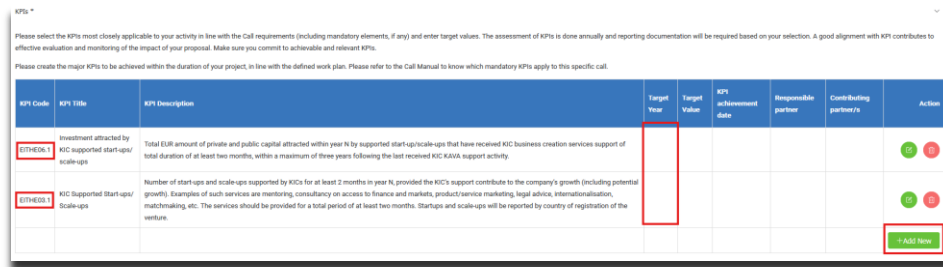 KPIs *
Please select the KPIs most closely applicable to your activity in line with the Call requirements (including mandatory elements, if any) and enter target values. The assessment of KPIs is done annually and reporting documentation will be required based on your selection. A good alignment with KPI contributes to
effective evaluation and monitoring of the impact of your proposal. Make sure you commit to achievable and relevant KPIs.
Please create the major KPIs to be achieved within the duration of your project, in line with the defined work plan. Please refer to the Call Manual to know which mandatory KPIs apply to this specific call.
KPI Code KPI Title KPI Description Target Year Target Value KPI achievement date Responsible partner Contributing partner/s Action
EITHE06.1
Investment attracted by
KIC supported start-ups/
scale-ups
Total EUR amount of private and public capital attracted within year N by supported start-up/scale-ups that have received KIC business creation services support of
total duration of at least two months, within a maximum of three years following the last received KIC KAVA support activity.
EITHE03.1
KIC Supported Start-ups/
Scale-ups
Number of start-ups and scale-ups supported by KICs for at least 2 months in year N, provided the KIC's support contribute to the company's growth (including potential
growth). Examples of such services are mentoring, consultancy on access to finance and markets, product/service marketing, legal advice, internationalisation,
matchmaking, etc. The services should be provided for a total period of at least two months. Startups and scale-ups will be reported by country of registration of the
venture.
+Add New